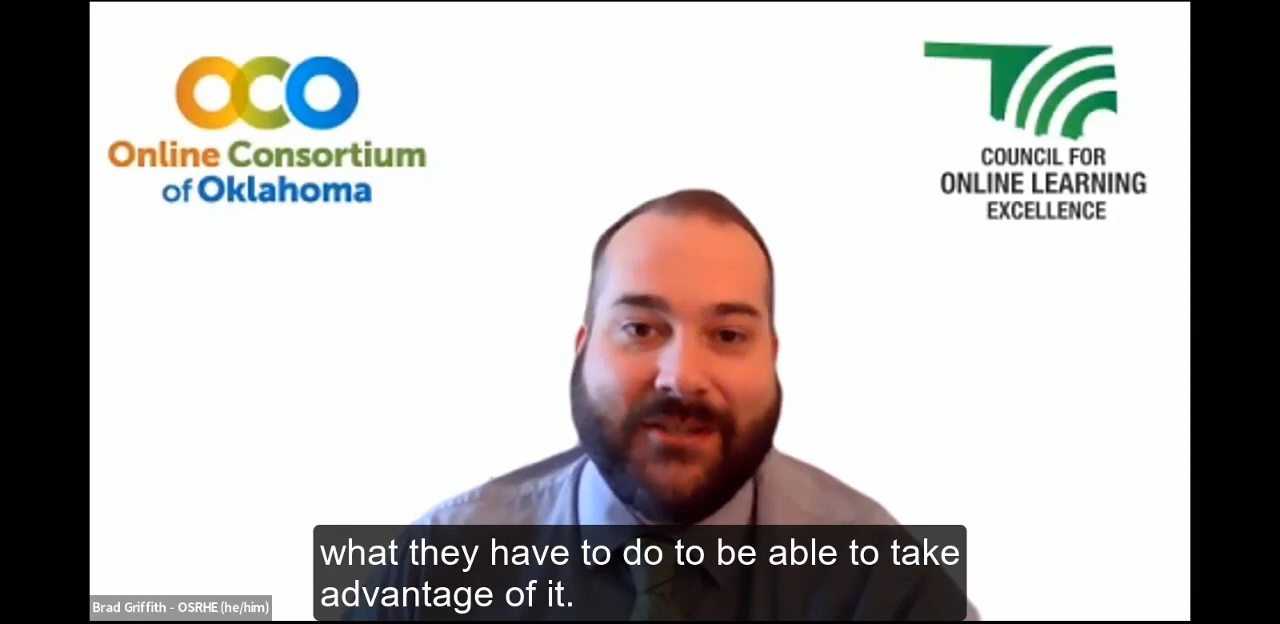 OCO
Online Consortium
of Oklahoma
COUNCIL FOR
ONLINE LEARNING
EXCELLENCE
what they have to do to be able to take
advantage of it.
Brad Griffith - OSRHE (he/him)